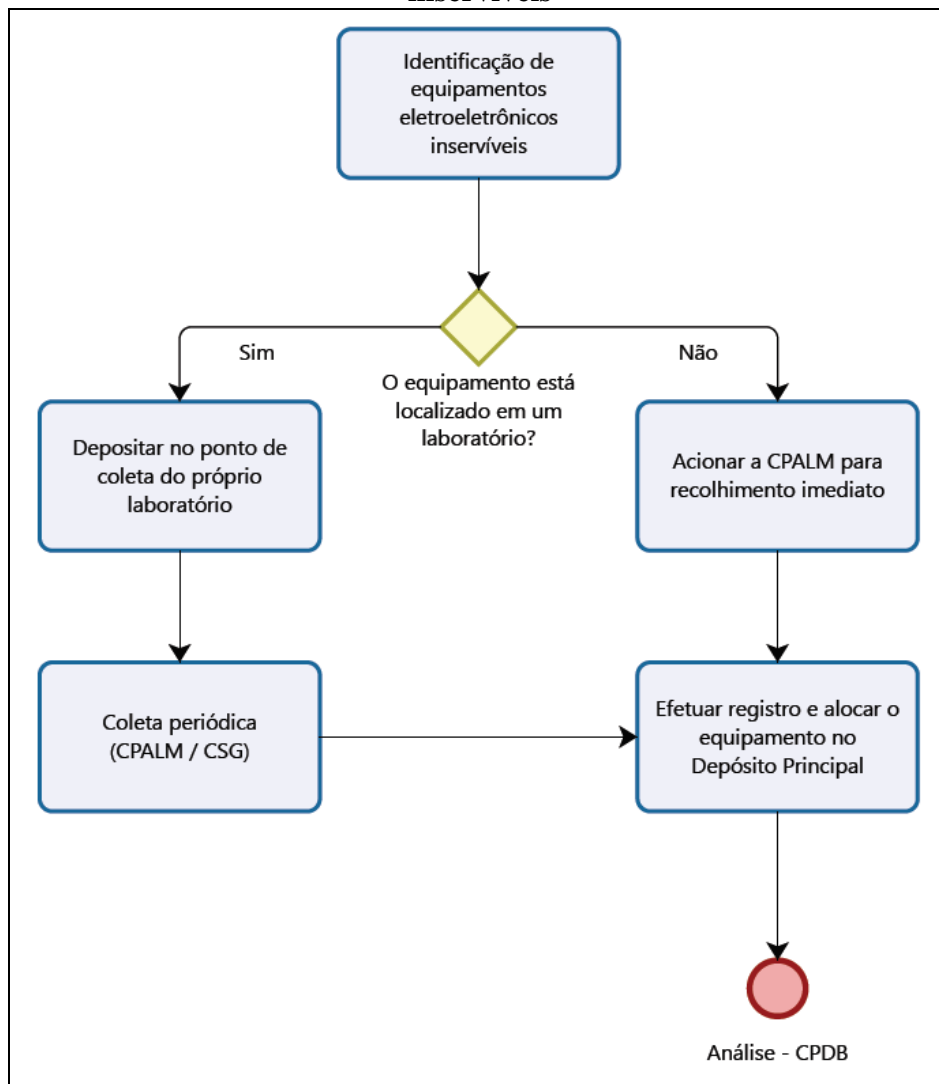 inservíveis
Identificação de
equipamentos
eletroeletrônicos
inservíveis
Sim
Não
O equipamento está
localizado em um
laboratório?
Depositar no ponto de
coleta do próprio
laboratório
Acionar a CPALM para
recolhimento imediato
Coleta periódica
(CPALM / CSG)
Efetuar registro e alocar o
equipamento no
Depósito Principal
Análise - CPDB